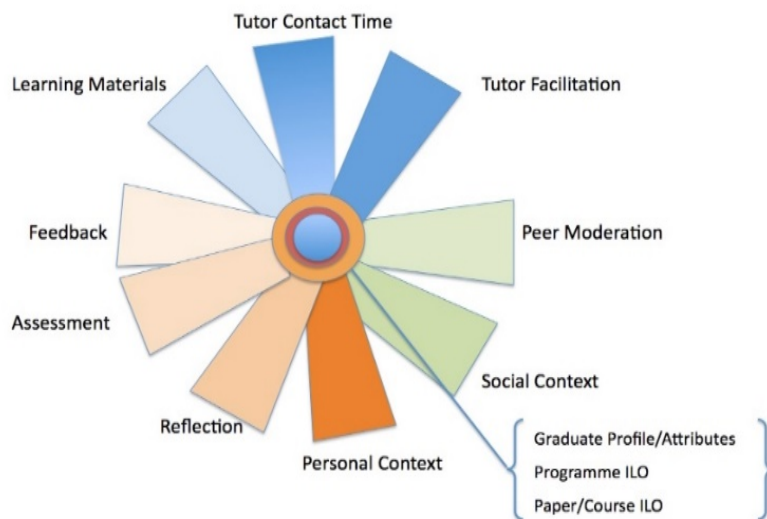 Tutor Contact Time
Learning Materials
Tutor Facilitation
Feedback
Peer Moderation
Assessment
Social Context
Reflection
Personal Context
Graduate Profile/Attributes
Programme ILO
Paper/Course ILO